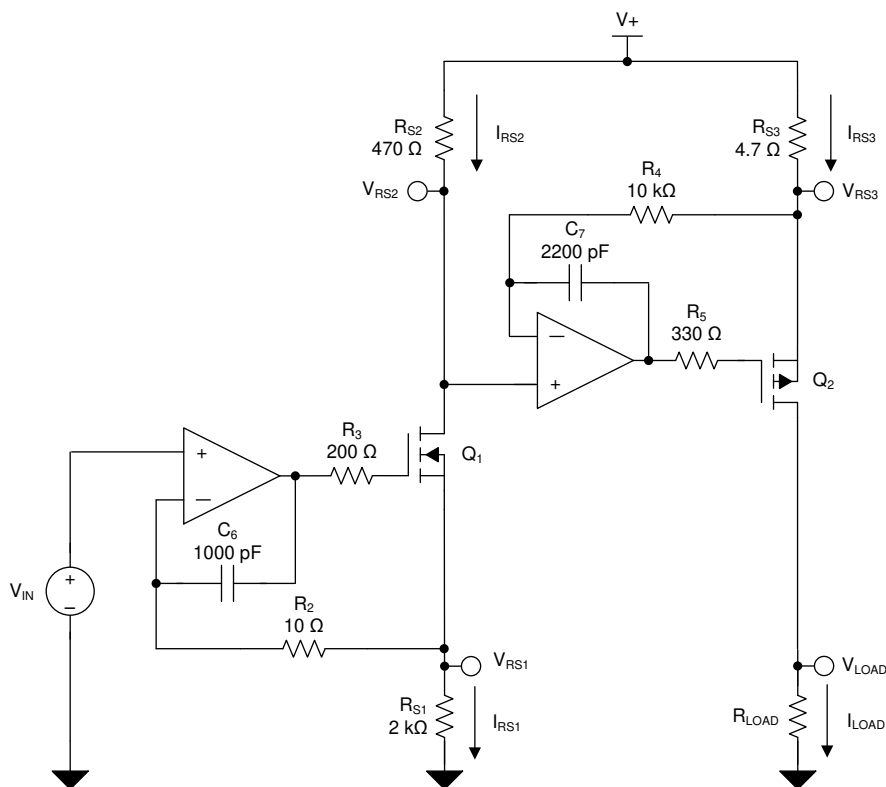 V+
RS2
470 Ω
IRS2
RS3
4.7 Ω
IRS3
VRS2
R4
10 kΩ
VRS3
C7
2200 pF
R5
330 Ω
−
+
Q2
R3
200 Ω
Q1
+
−
C6
1000 pF
VIN
+
−
R2
10 Ω
VRS1
VLOAD
RS1
2 kΩ
IRS1
RLOAD
ILOAD